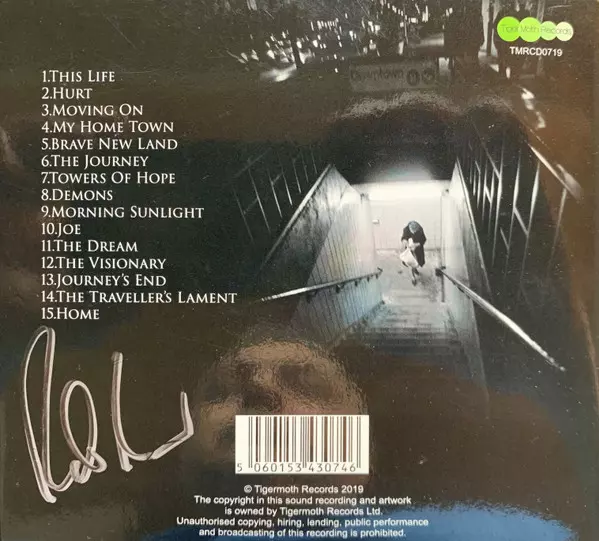 Tiger Moth Records
TMRCD0719
Downtown
1.This Life
2.Hurt
3.Moving On
4.My Home Town
5.Brave New Land
6.The Journey
7.Towers Of Hope
8.Demons
9.Morning Sunlight
10.Joe
11.The Dream
12.The Visionary
13.Journey's End
14.The Traveller's Lament
15.Home
5 060153 430746
© Tigermoth Records 2019
The copyright in this sound recording and artwork
is owned by Tigermoth Records Ltd.
Unauthorised copying, hiring, lending, public performance
and broadcasting of this recording is prohibited.